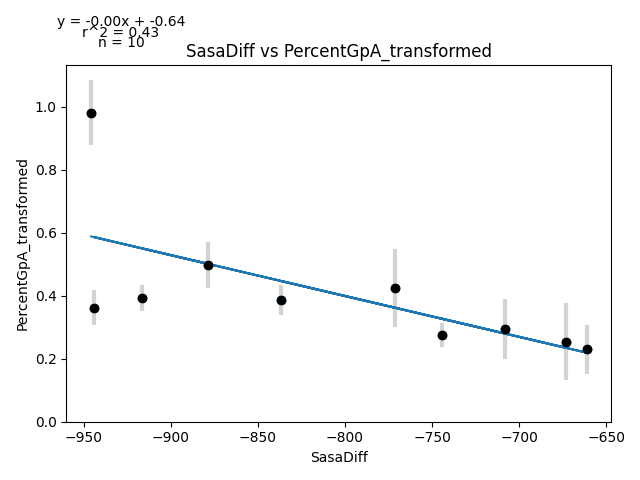 y = -0.00x + -0.64
r^2 = 0.43
n = 10
SasaDiff vs PercentGpA_transformed
PercentGpA_transformed
1.0
0.8
0.6
0.4
0.2
0.0
−950
−900
−850
−800
−750
−700
−650
SasaDiff